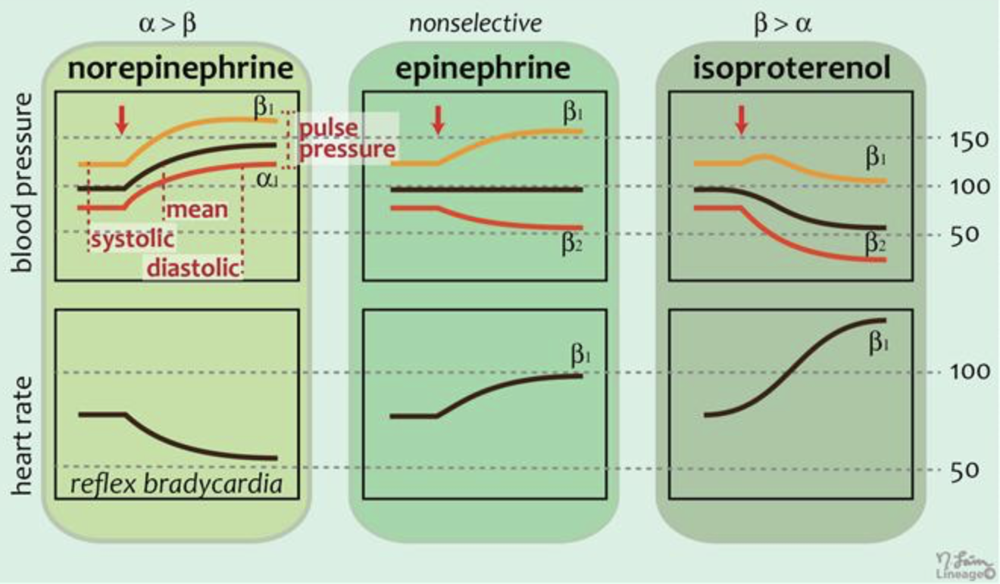 α > β
nonselective
β > α
norepinephrine
epinephrine
isoproterenol
blood pressure
β1
pulse
pressure
α1
mean
systolic
diastolic
β1
β2
β1
β2
150
100
50
heart rate
reflex bradycardia
β1
β1
100
50
Lineage